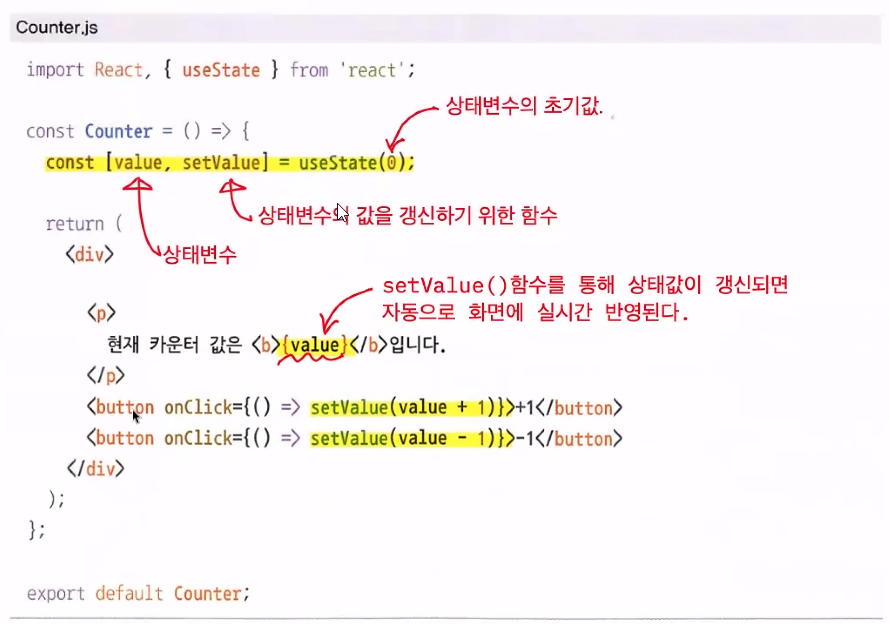 Counter.js
import React, { useState } from 'react';
상태변수의 초기값.
const Counter = () => {
const [value, setValue] = useState(0);
상태변수의 값을 갱신하기 위한 함수
return (
상태변수
<div>
setValue()함수를 통해 상태값이 갱신되면
자동으로 화면에 실시간 반영된다.
<p>
현재 카운터 값은 <b>{value}</b>입니다.
</p>
<button onClick={() => setValue(value + 1)}>+1</button>
<button onClick={() => setValue(value - 1)}>-1</button>
</div>
);
};
export default Counter;